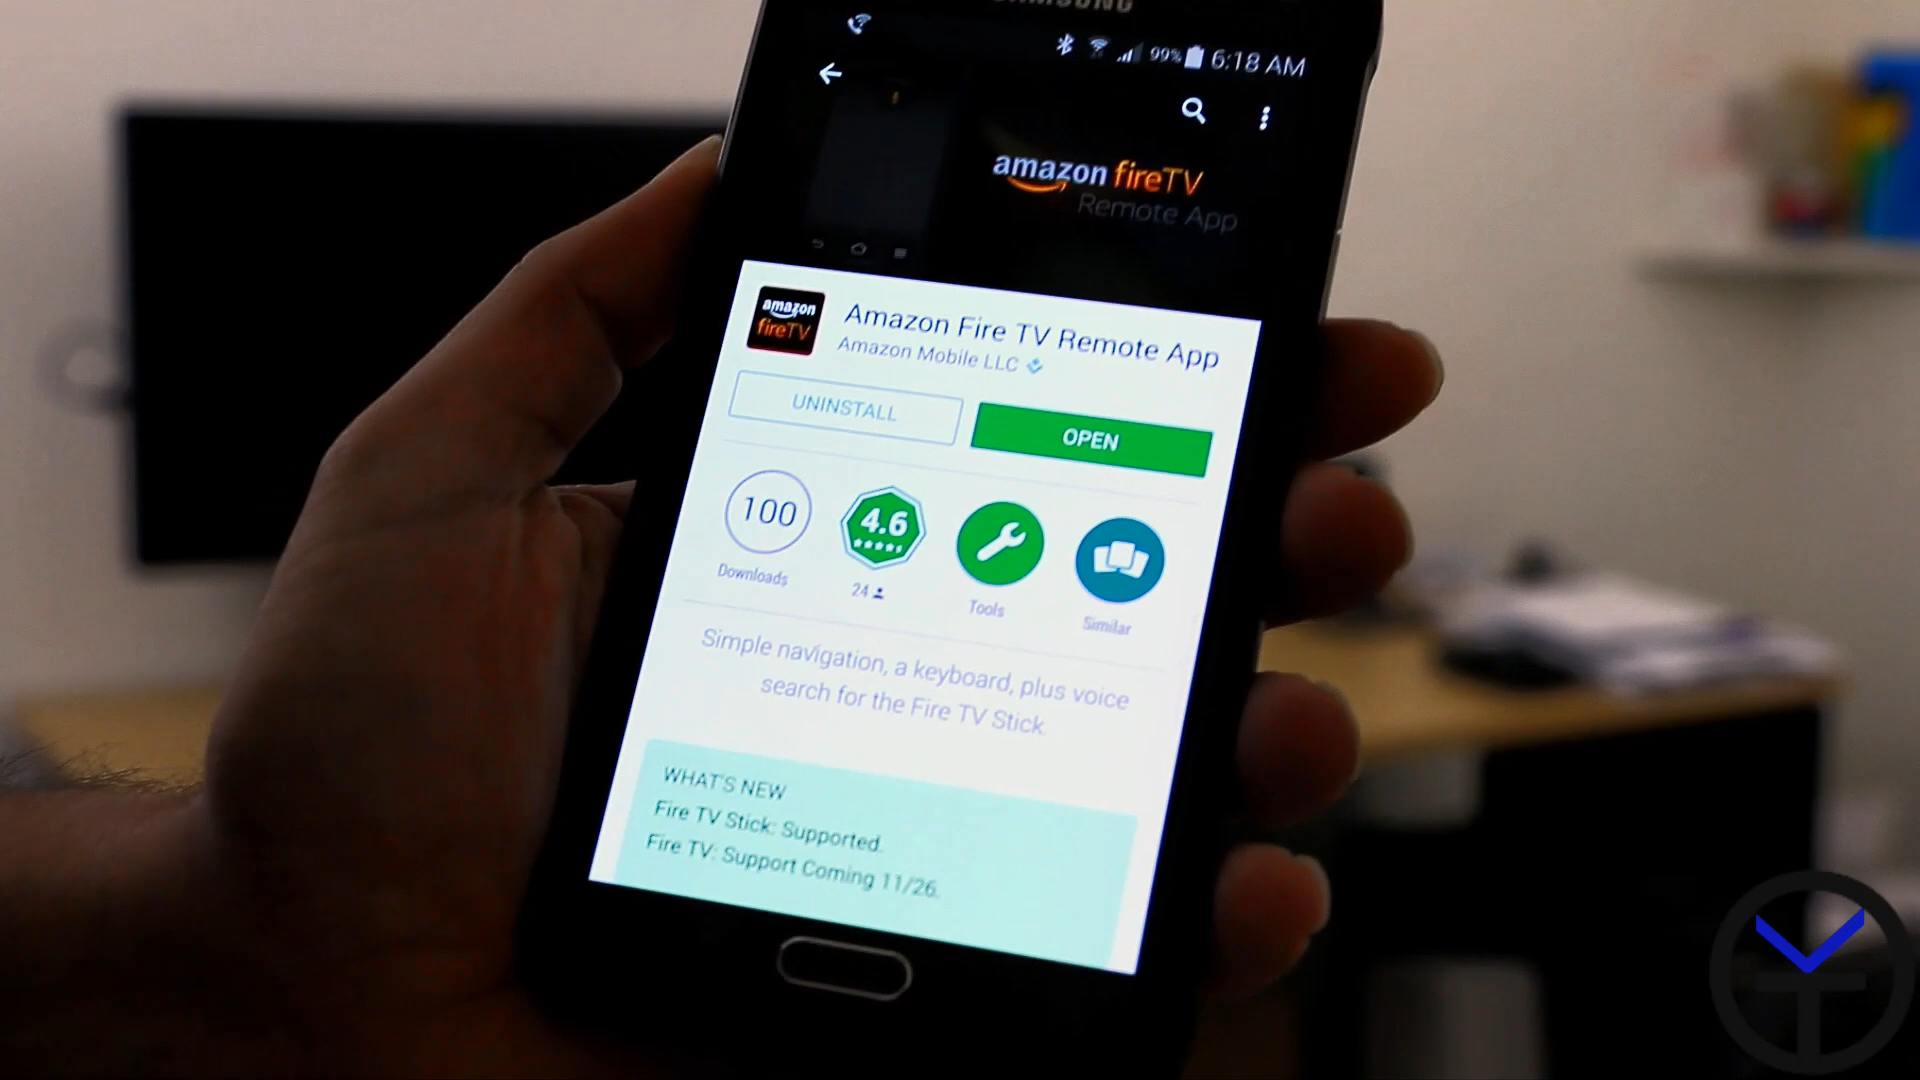 SAMSUNG
99% 6:18 AM
amazon fireTV
Remote App
amazon
fireTV
Amazon Fire TV Remote App
Amazon Mobile LLC
UNINSTALL
OPEN
100
4.6
Downloads
24
Tools
Similar
Simple navigation, a keyboard, plus voice
search for the Fire TV Stick.
WHAT'S NEW
Fire TV Stick: Supported.
Fire TV: Support Coming 11/26.